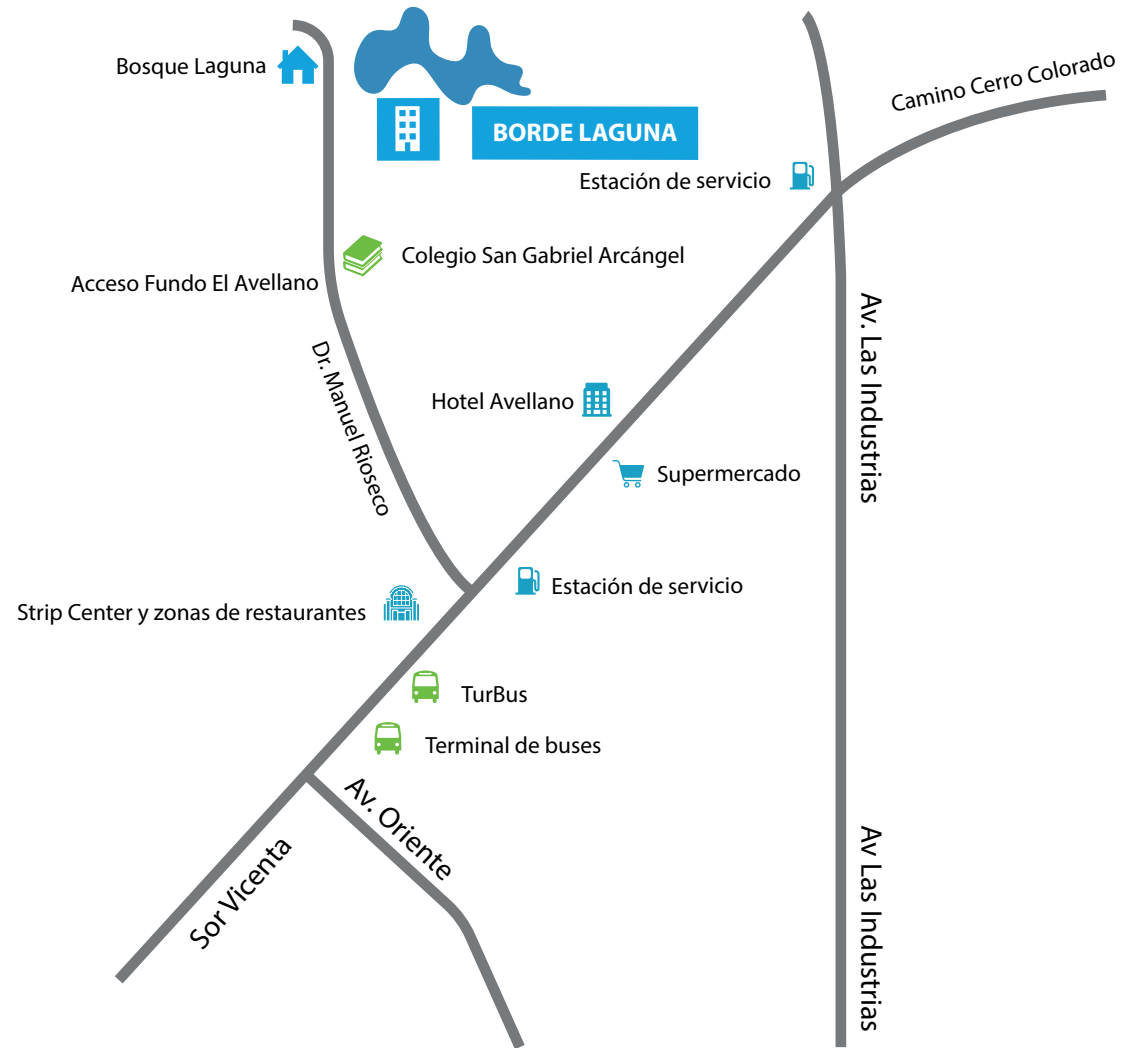 Bosque Laguna
BORDE LAGUNA
Camino Cerro Colorado
Estación de servicio
Colegio San Gabriel Arcángel
Acceso Fundo El Avellano
Dr. Manuel Rioseco
Av. Las Industrias
Hotel Avellano
Supermercado
Estación de servicio
Strip Center y zonas de restaurantes
TurBus
Terminal de buses
Av. Oriente
Sor Vicenta
Av Las Industrias